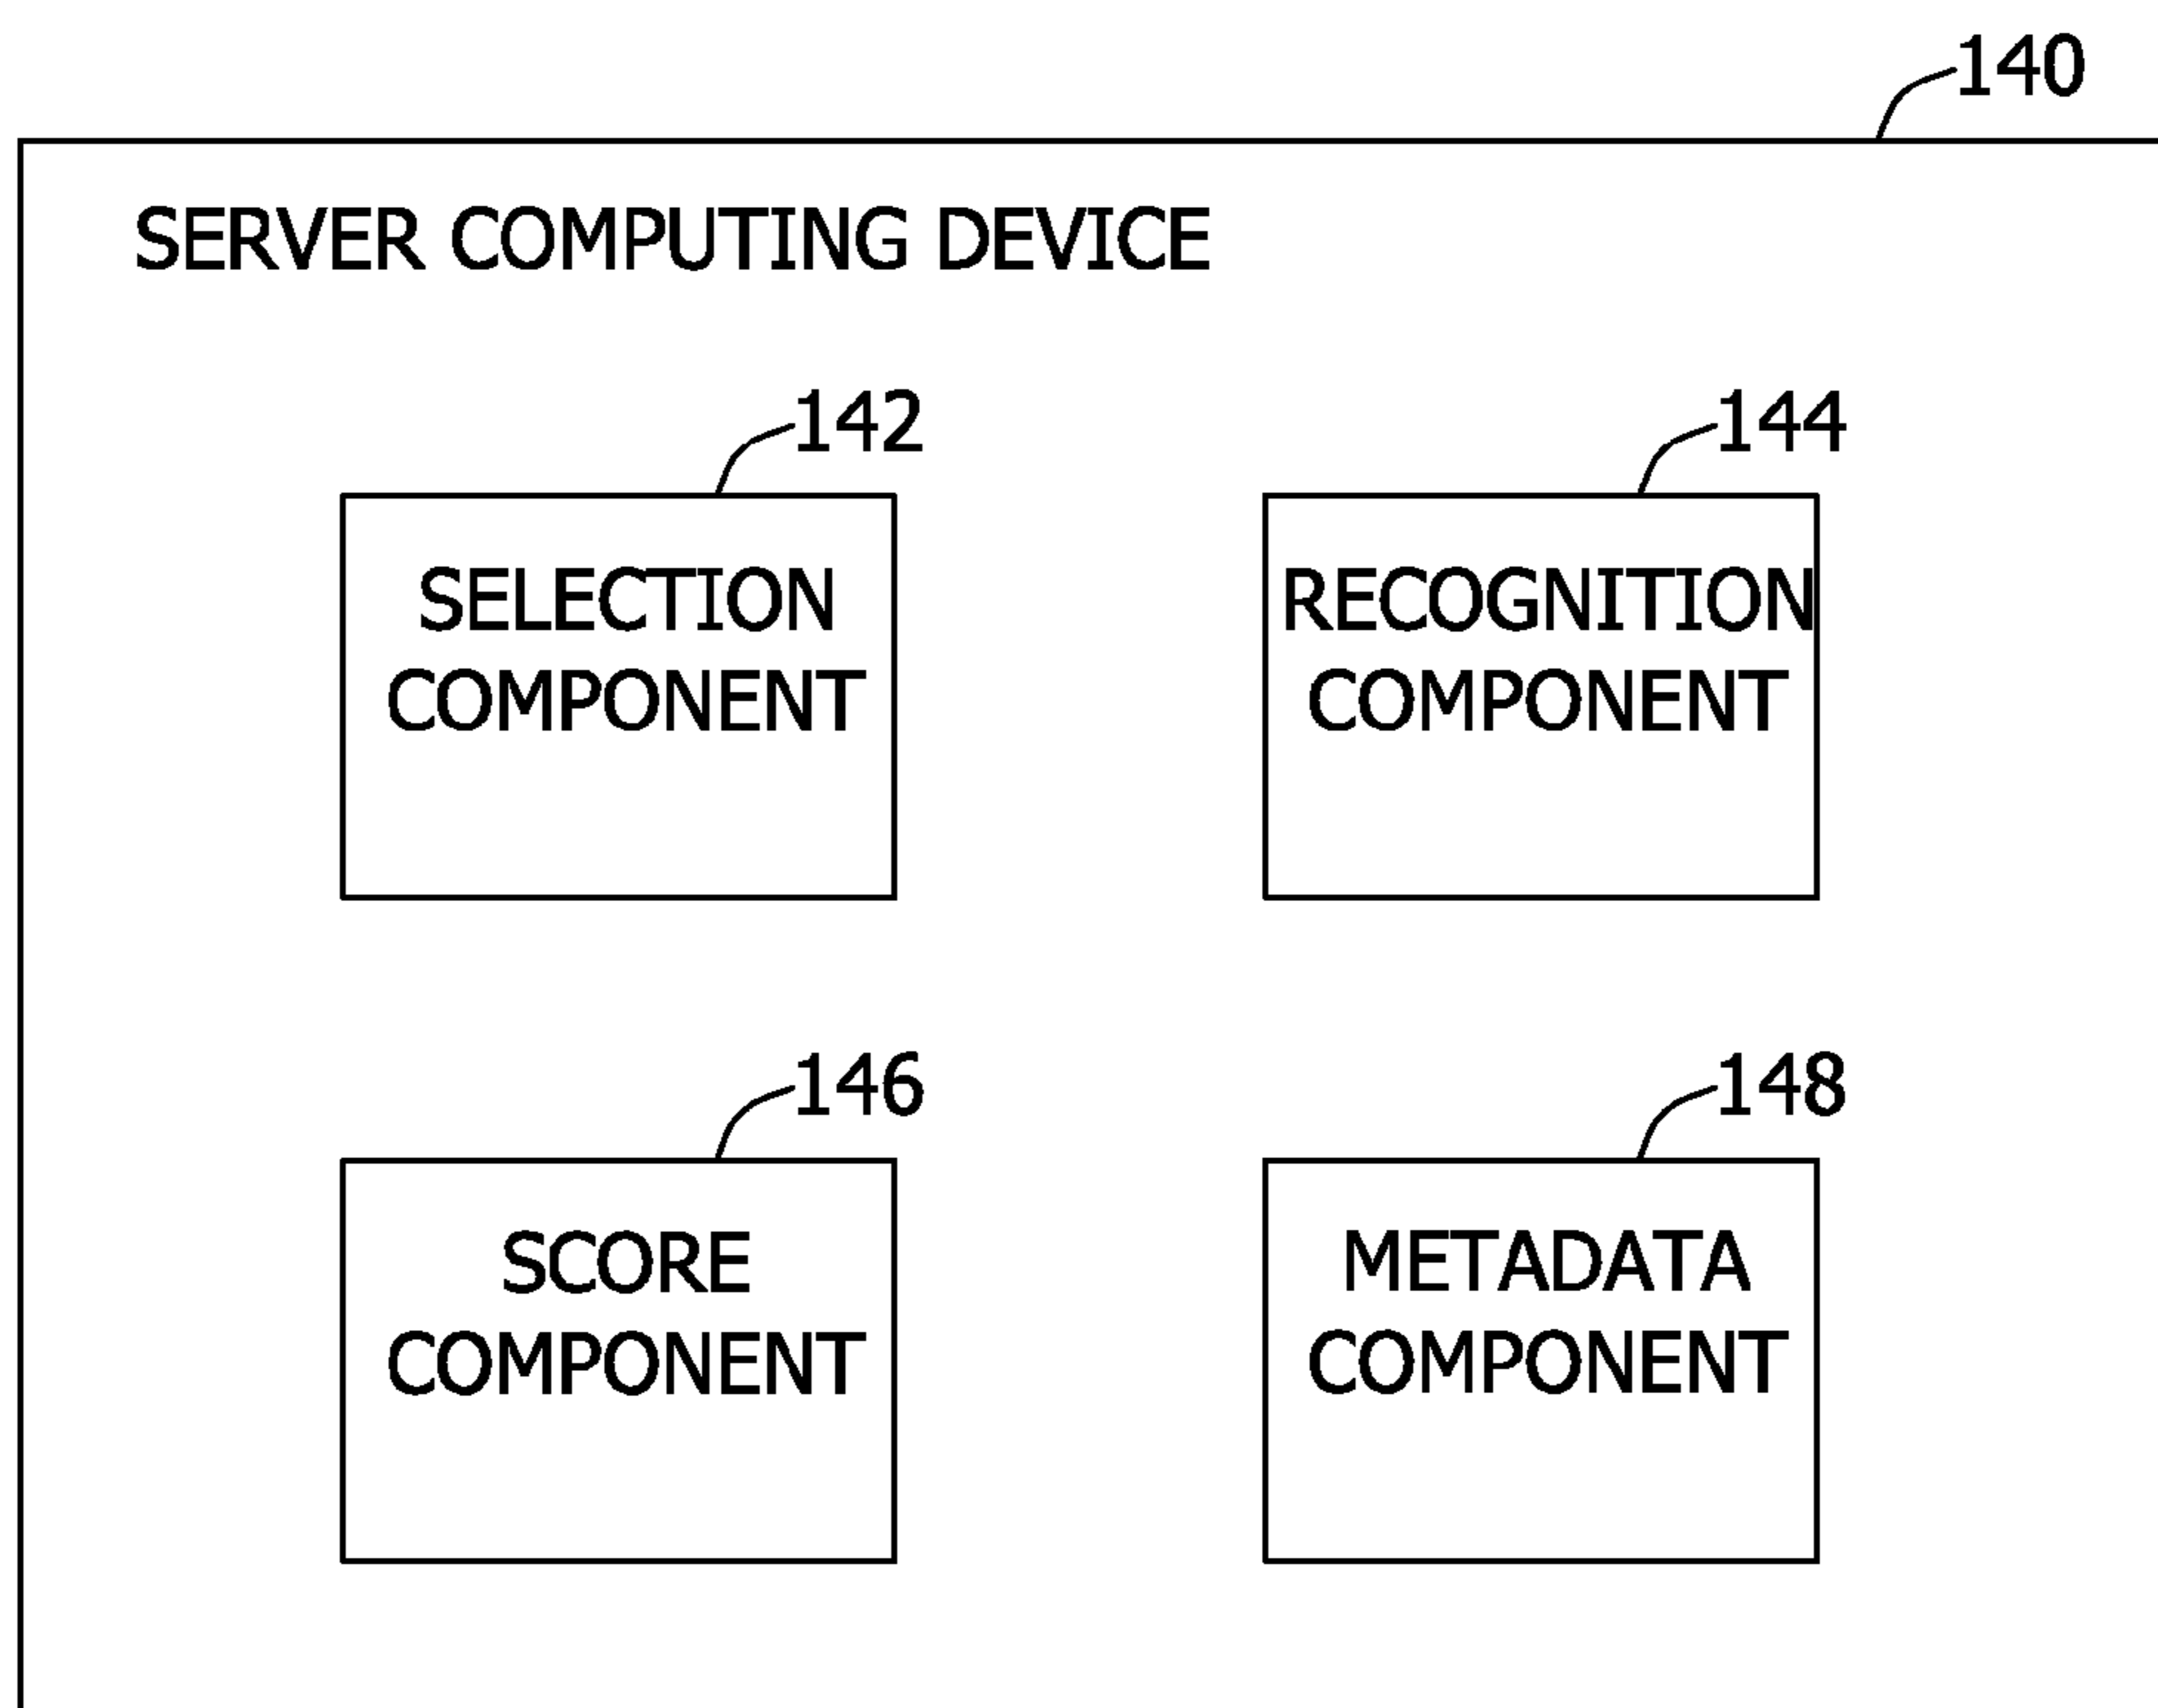 140
SERVER COMPUTING DEVICE
142
144
SELECTION
COMPONENT
RECOGNITION
COMPONENT
146
148
SCORE
COMPONENT
METADATA
COMPONENT